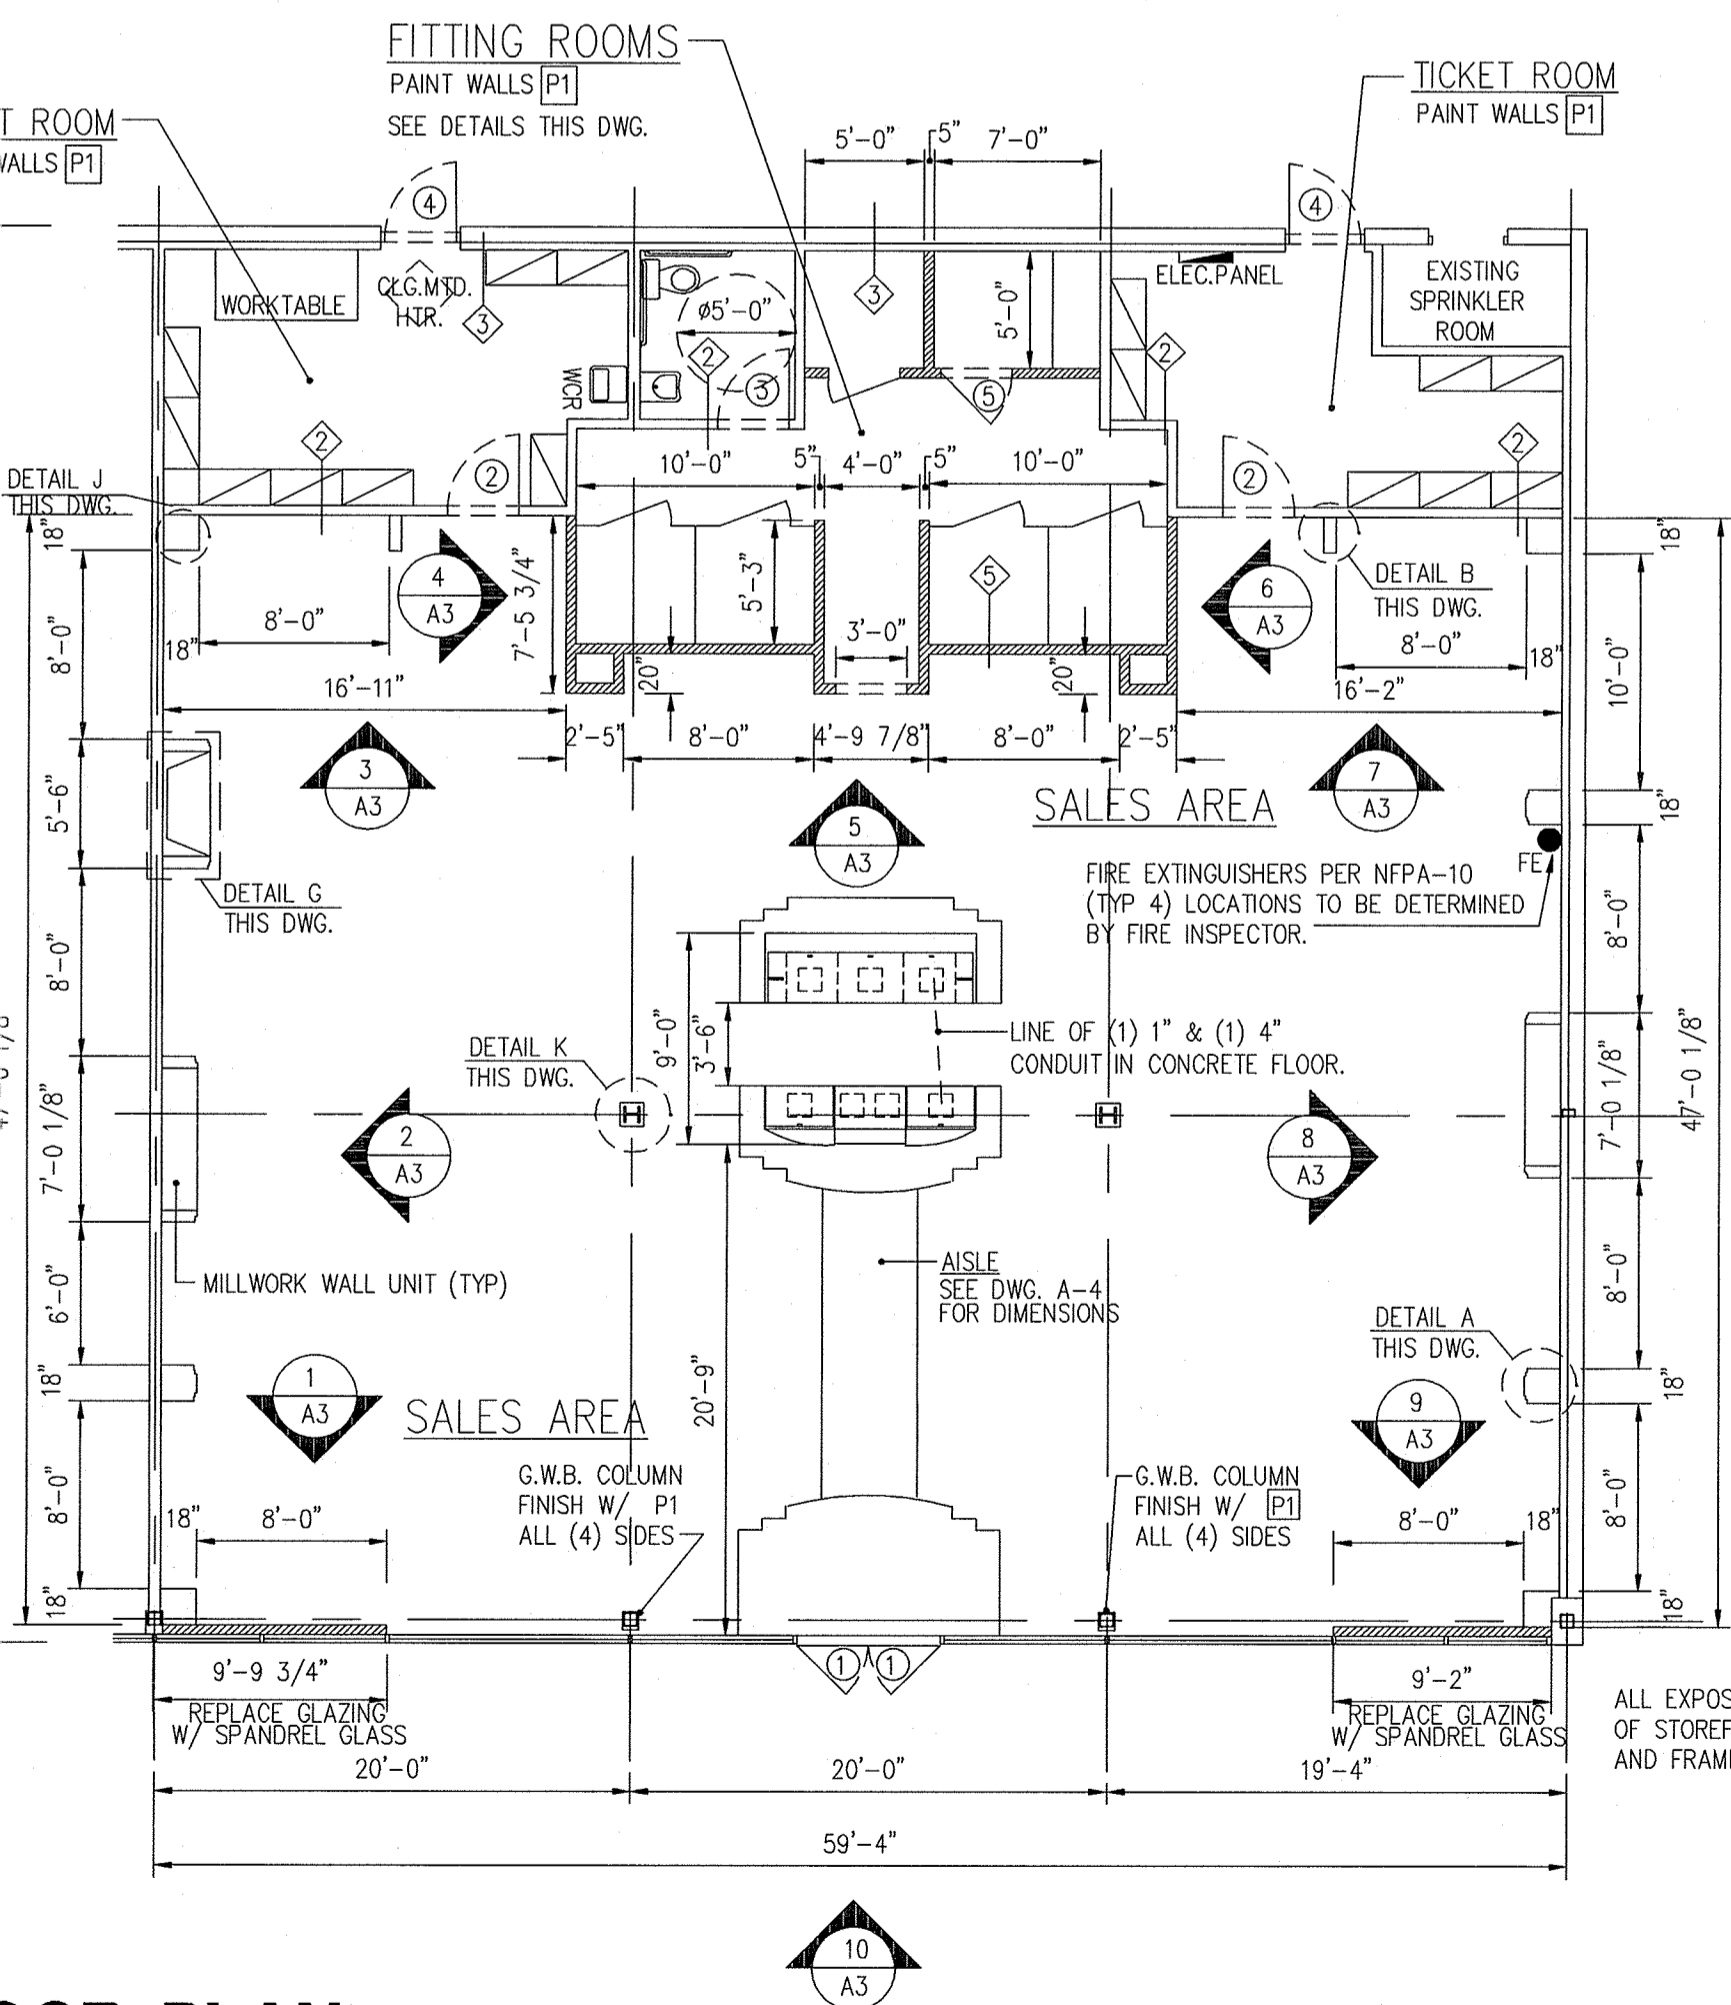 FITTING ROOMS
PAINT WALLS P1
SEE DETAILS THIS DWG.
TICKET ROOM
PAINT WALLS P1
T ROOM
WALLS P1
5'-0"
5"
7'-0"
4
4
WORKTABLE
CLG.MTD.
HTR.
3
ø5'-0"
2
3
WCR
3
5'-0"
5
ELEC.PANEL
EXISTING
SPRINKLER
ROOM
2
2
2
2
2
DETAIL J
THIS DWG.
10'-0"
5"
4'-0"
5"
10'-0"
18"
8'-0"
18"
8'-0"
4
A3
7'-5 3/4"
5'-3"
5
3'-0"
20"
20"
6
A3
DETAIL B
THIS DWG.
8'-0"
18"
18"
10'-0"
16'-11"
16'-2"
2'-5"
8'-0"
4'-9 7/8"
8'-0"
2'-5"
3
A3
5
A3
7
A3
SALES AREA
5'-6"
18"
DETAIL G
THIS DWG.
FE
FIRE EXTINGUISHERS PER NFPA-10
(TYP 4) LOCATIONS TO BE DETERMINED
BY FIRE INSPECTOR.
8'-0"
8'-0"
DETAIL K
THIS DWG.
9'-0"
3'-6"
LINE OF (1) 1" & (1) 4"
CONDUIT IN CONCRETE FLOOR.
7'-0 1/8"
7'-0 1/8"
47'-0 1/8"
2
A3
8
A3
MILLWORK WALL UNIT (TYP)
AISLE
SEE DWG. A-4
FOR DIMENSIONS
6'-0"
8'-0"
DETAIL A
THIS DWG.
18"
18"
1
A3
SALES AREA
20'-9"
9
A3
G.W.B. COLUMN
FINISH W/ P1
ALL (4) SIDES
G.W.B. COLUMN
FINISH W/ P1
ALL (4) SIDES
8'-0"
18"
8'-0"
8'-0"
18"
8'-0"
18"
18"
1
1
9'-9 3/4"
REPLACE GLAZING
W/ SPANDREL GLASS
9'-2"
REPLACE GLAZING
W/ SPANDREL GLASS
ALL EXPOS
OF STOREF
AND FRAM
20'-0"
20'-0"
19'-4"
59'-4"
10
A3